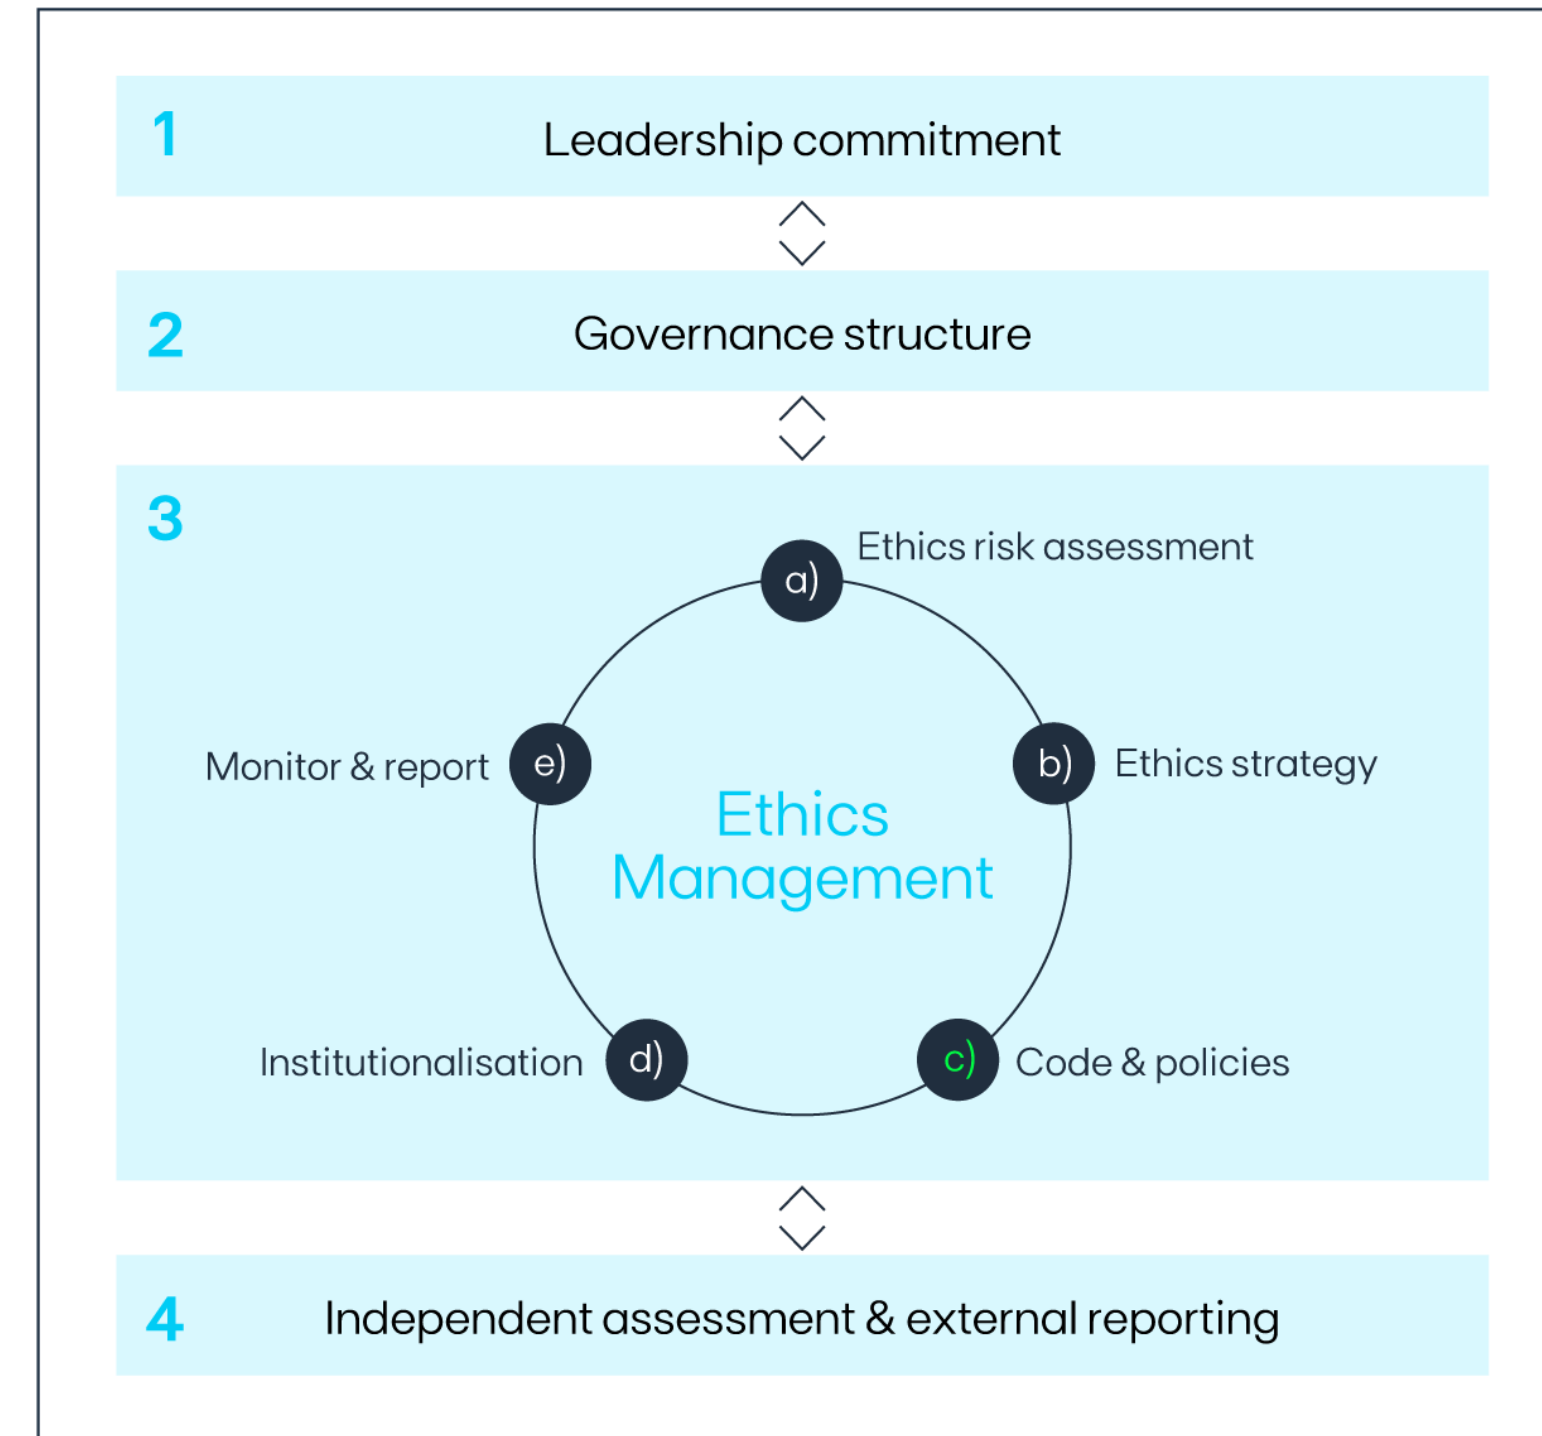 1
Leadership commitment
2
Governance structure
3
a)
Ethics risk assessment
b)
Ethics strategy
c)
Code & policies
d)
Institutionalisation
e)
Monitor & report
Ethics
Management
4
Independent assessment & external reporting